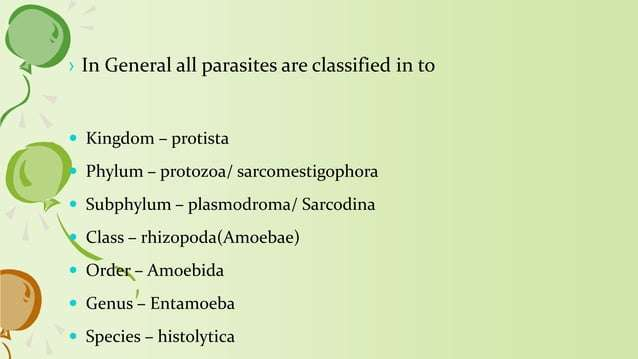 › In General all parasites are classified in to
• Kingdom – protista
• Phylum – protozoa/ sarcomestigophora
• Subphylum – plasmodroma/ Sarcodina
• Class – rhizopoda(Amoebae)
• Order – Amoebida
• Genus – Entamoeba
• Species – histolytica